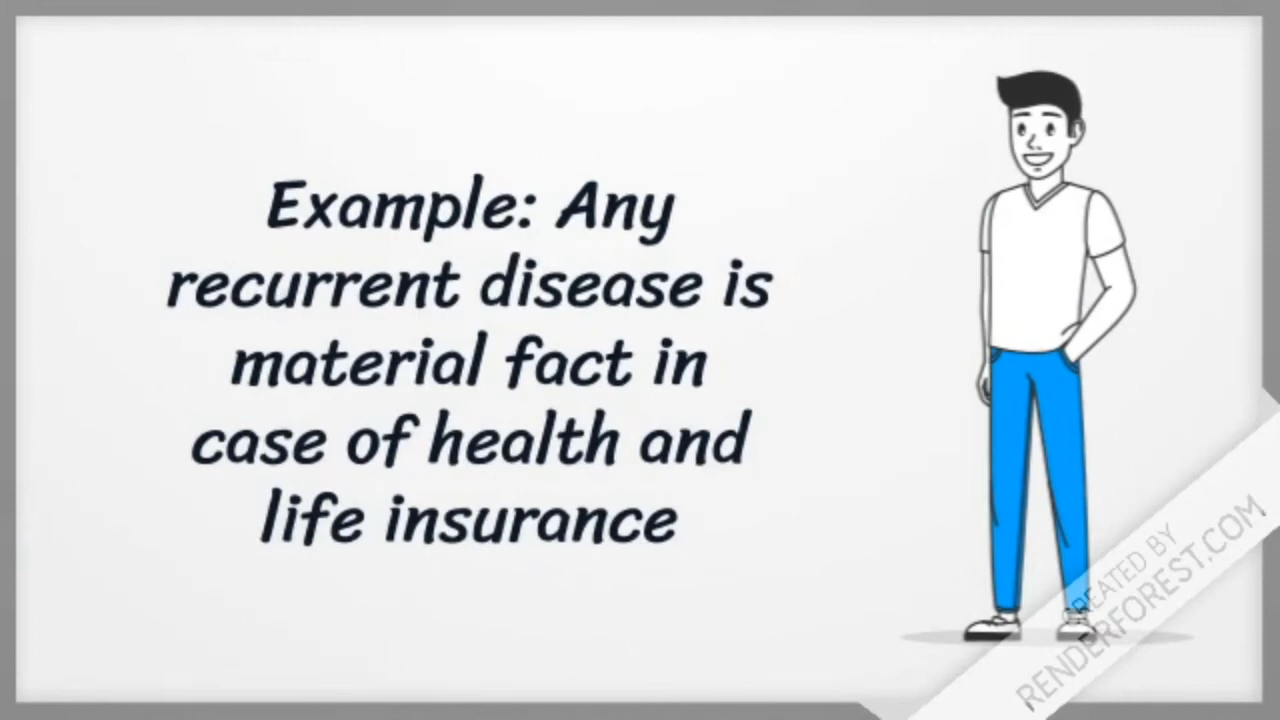 Example: Any
recurrent disease is
material fact in
case of health and
life insurance
CREATED BY
RENDERFOREST.COM